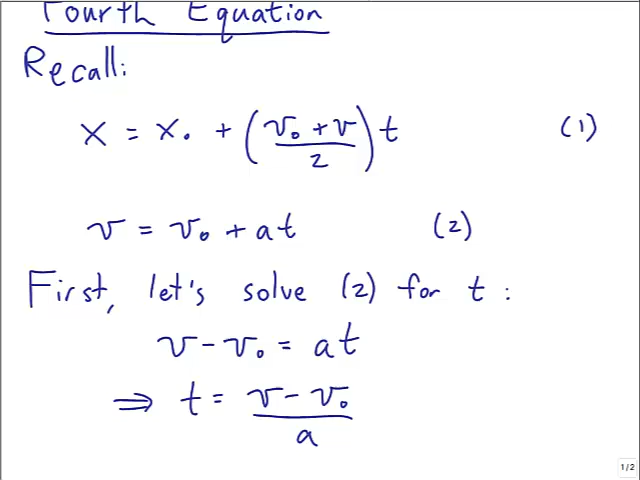 Fourth Equation
Recall:
x = x₀ + ((v₀ + v)/2) t (1)
v = v₀ + at (2)
First, let's solve (2) for t :
v - v₀ = at
⇒ t = (v - v₀)/a
1/2